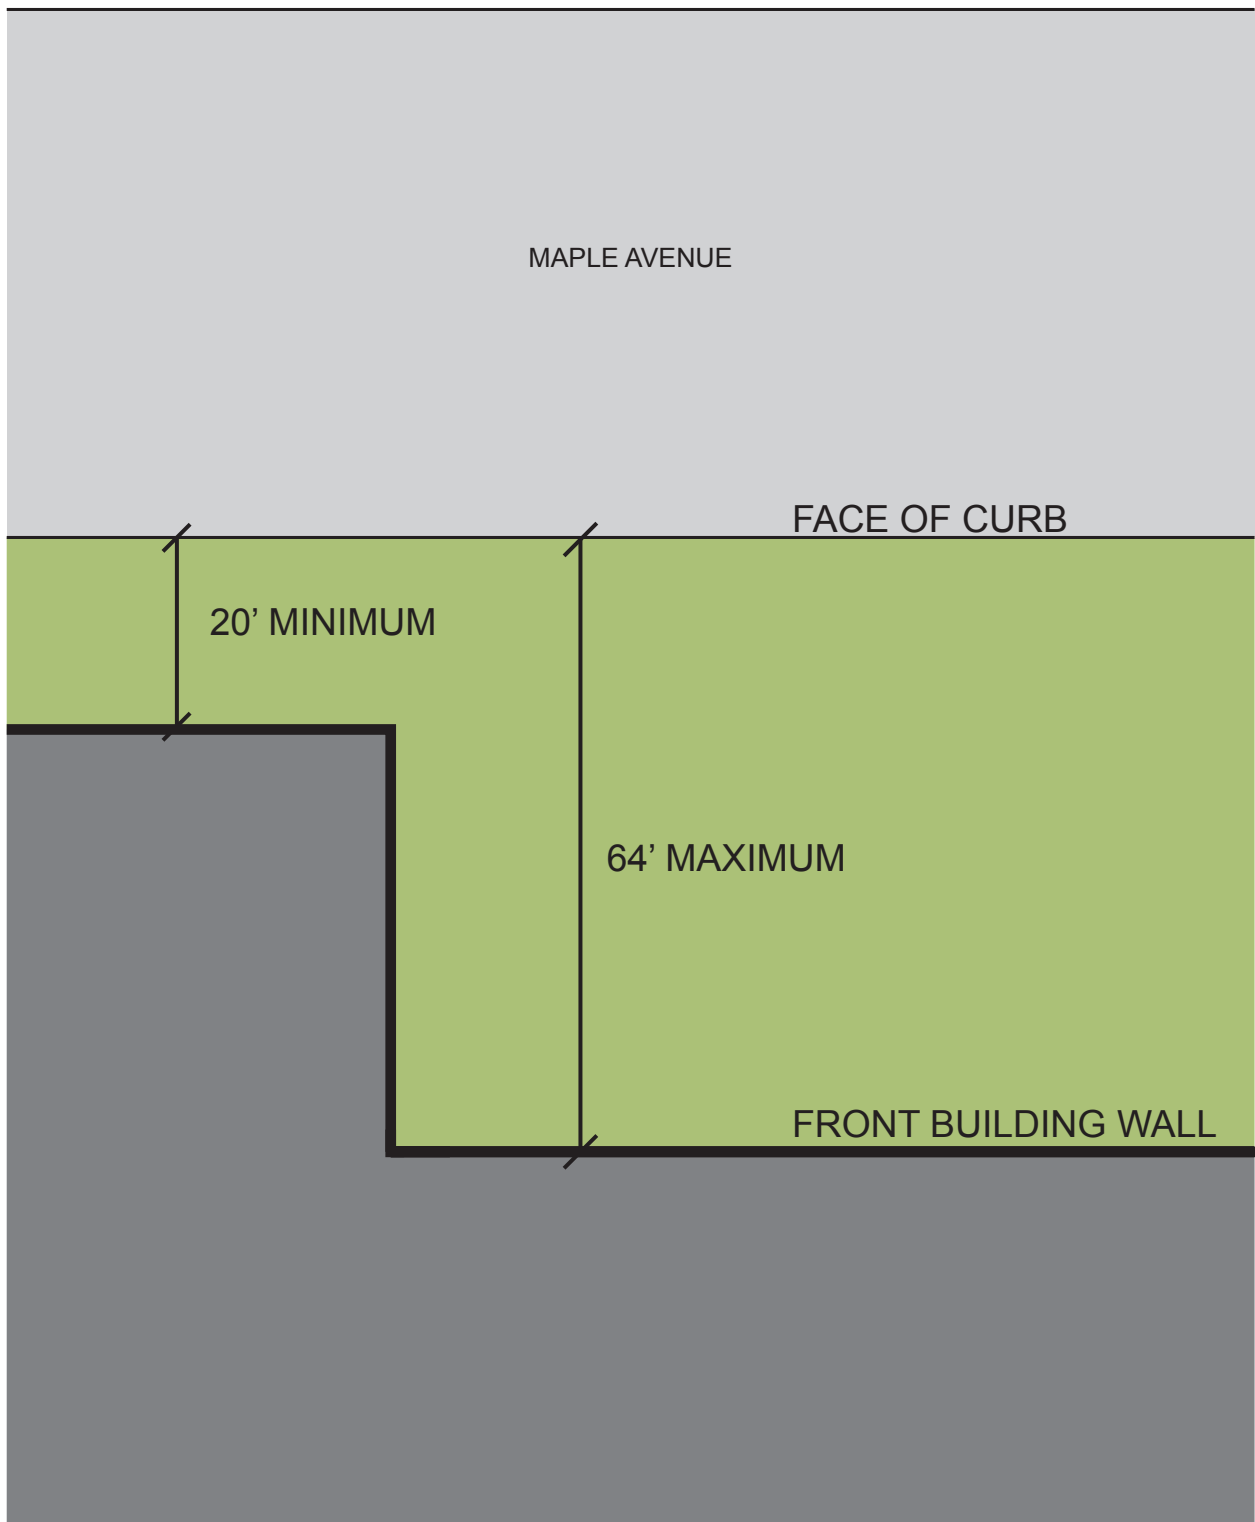 MAPLE AVENUE
FACE OF CURB
20’ MINIMUM
64’ MAXIMUM
FRONT BUILDING WALL